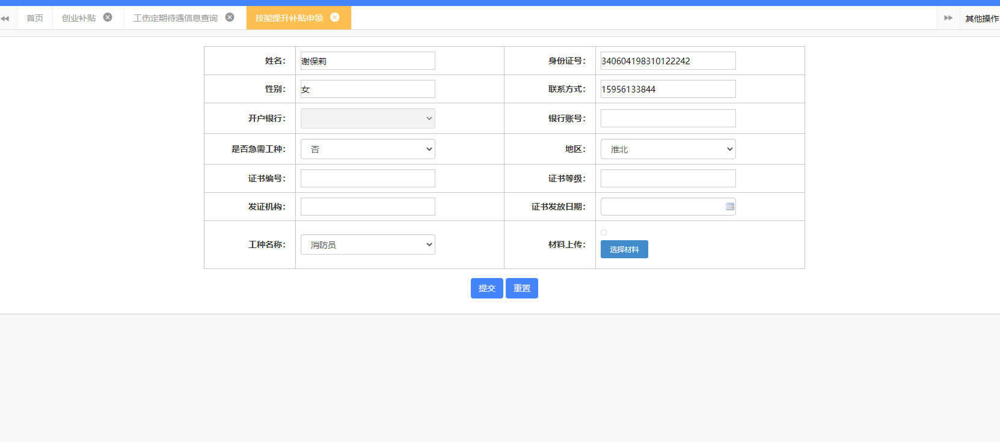 首页 创业补贴 工伤定期待遇信息查询 技能提升补贴申领 其他操作
姓名： 谢保莉 身份证号： 340604198310122242
性别： 女 联系方式： 15956133844
开户银行： 银行账号：
是否急需工种： 否 地区： 淮北
证书编号： 证书等级：
发证机构： 证书发放日期：
工种名称： 消防员 材料上传： 选择材料
提交 重置